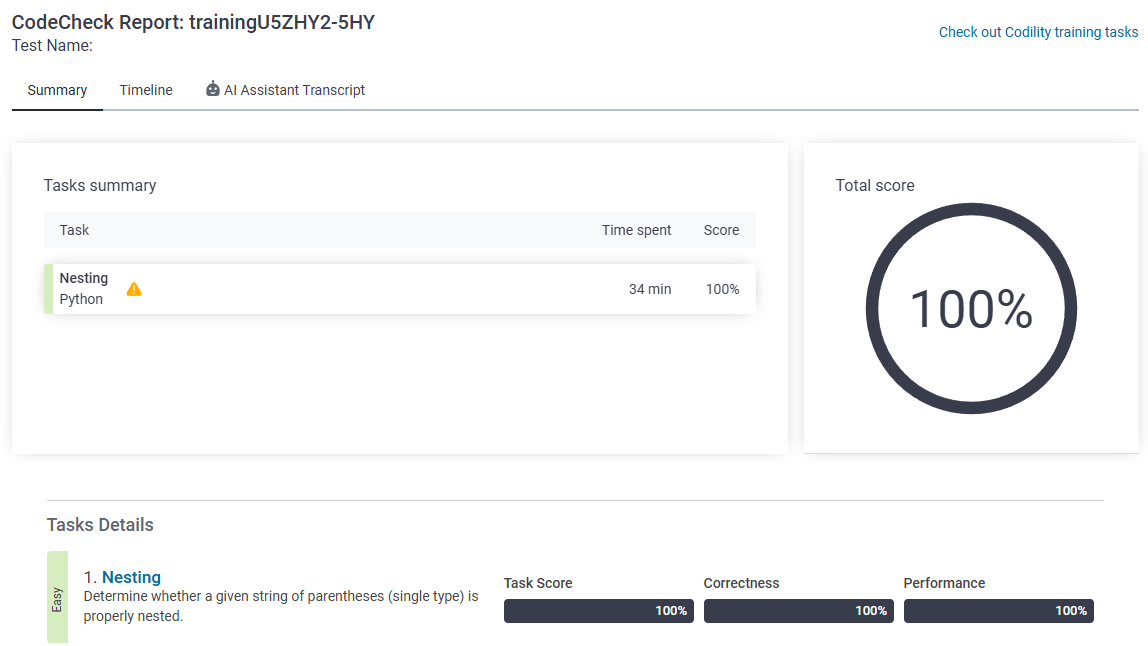 CodeCheck Report: trainingU5ZHY2-5HY
Test Name:
Check out Codility training tasks
Summary
Timeline
AI Assistant Transcript
Tasks summary
Task
Time spent
Score
Nesting
Python
34 min
100%
Total score
100%
Tasks Details
Easy
1. Nesting
Determine whether a given string of parentheses (single type) is
properly nested.
Task Score
100%
Correctness
100%
Performance
100%